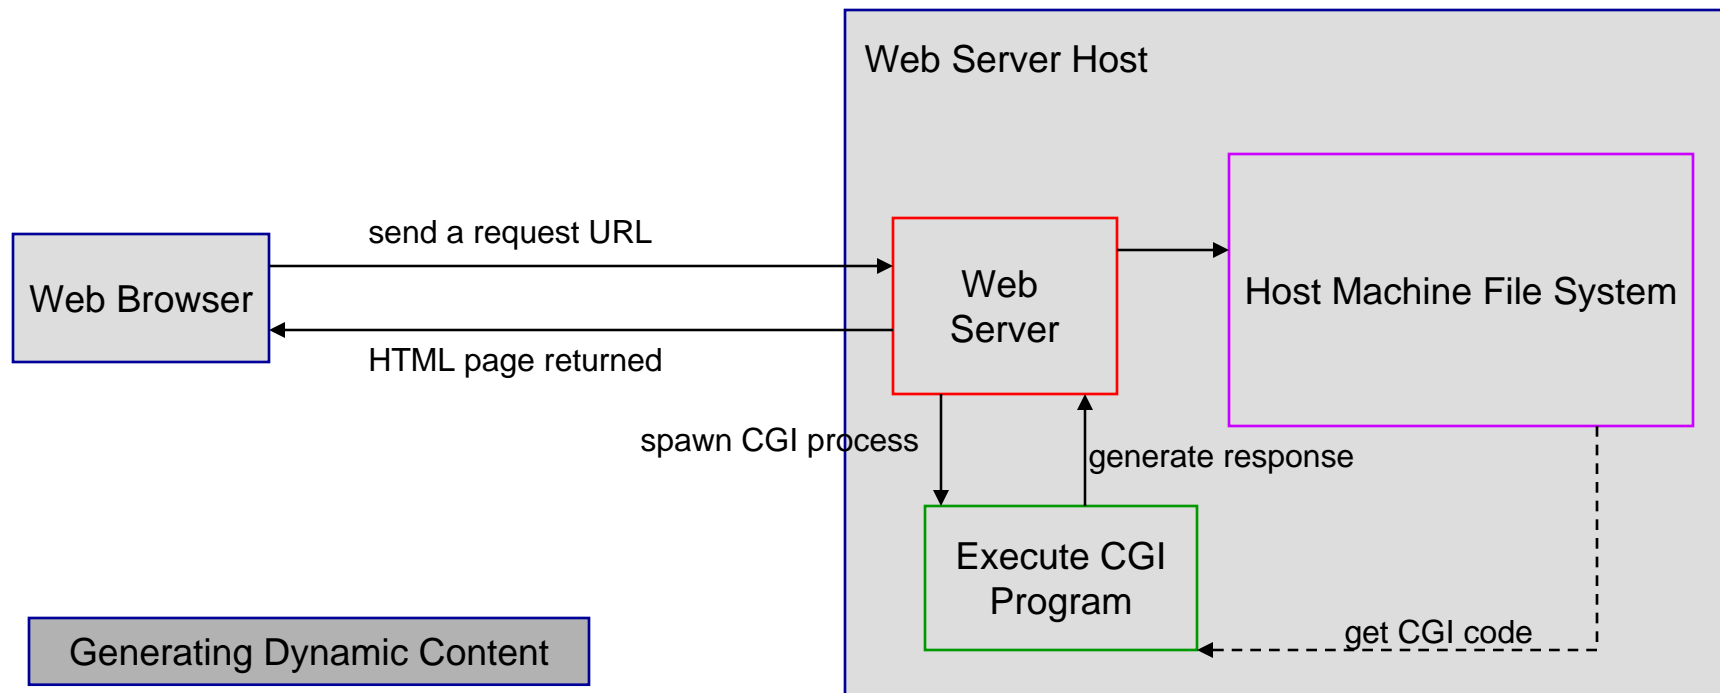 Web Server Host
send a request URL
Web Browser
Web
Server
Host Machine File System
HTML page returned
spawn CGI process
generate response
Execute CGI
Program
get CGI code
Generating Dynamic Content